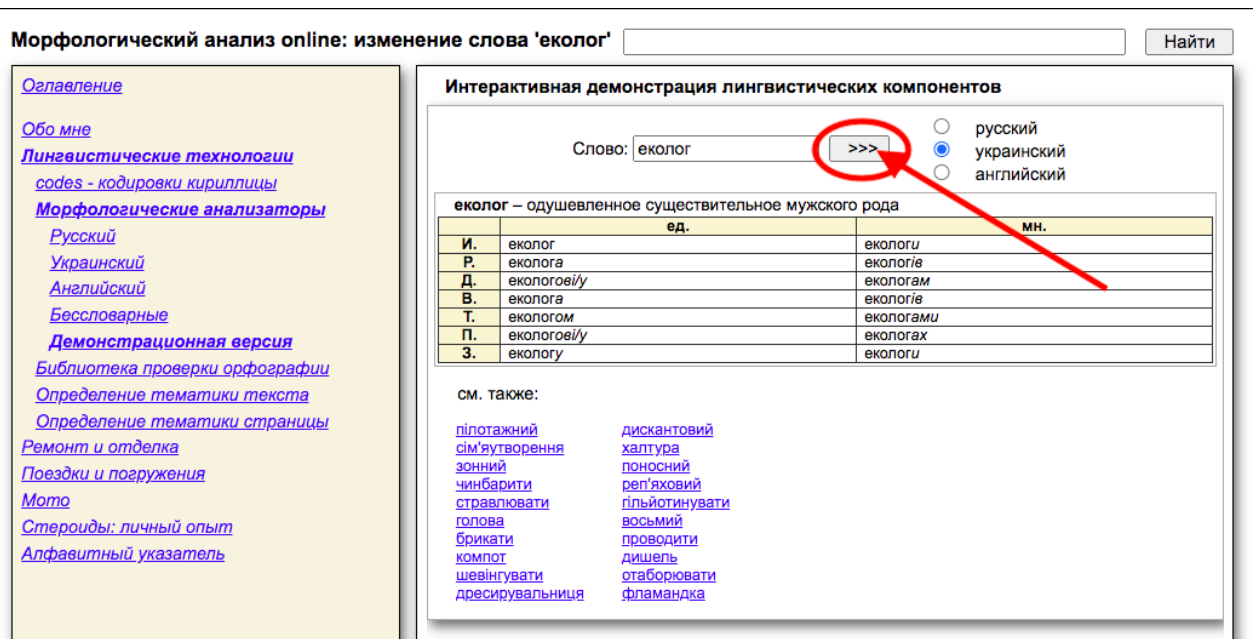 Морфологический анализ online: изменение слова 'еколог' Найти
Оглавление
Обо мне
Лингвистические технологии
codes - кодировки кириллицы
Морфологические анализаторы
Русский
Украинский
Английский
Бессловарные
Демонстрационная версия
Библиотека проверки орфографии
Определение тематики текста
Определение тематики страницы
Ремонт и отделка
Поездки и погружения
Мото
Стероиды: личный опыт
Алфавитный указатель
Интерактивная демонстрация лингвистических компонентов
Слово: еколог >>>
русский
украинский
английский
еколог – одушевленное существительное мужского рода
ед. мн.
И. еколог екологи
Р. еколога екологів
Д. екологові/у екологам
В. еколога екологів
Т. екологом екологами
П. екологові/у екологах
З. екологу екологи
см. также:
пілотажний дискантовий
сім'яутворення халтура
зонний поносний
чинбарити реп'яховий
стравлювати гільйотинувати
голова восьмий
брикати проводити
компот дишель
шевінгувати отаборювати
дресирувальниця фламандка